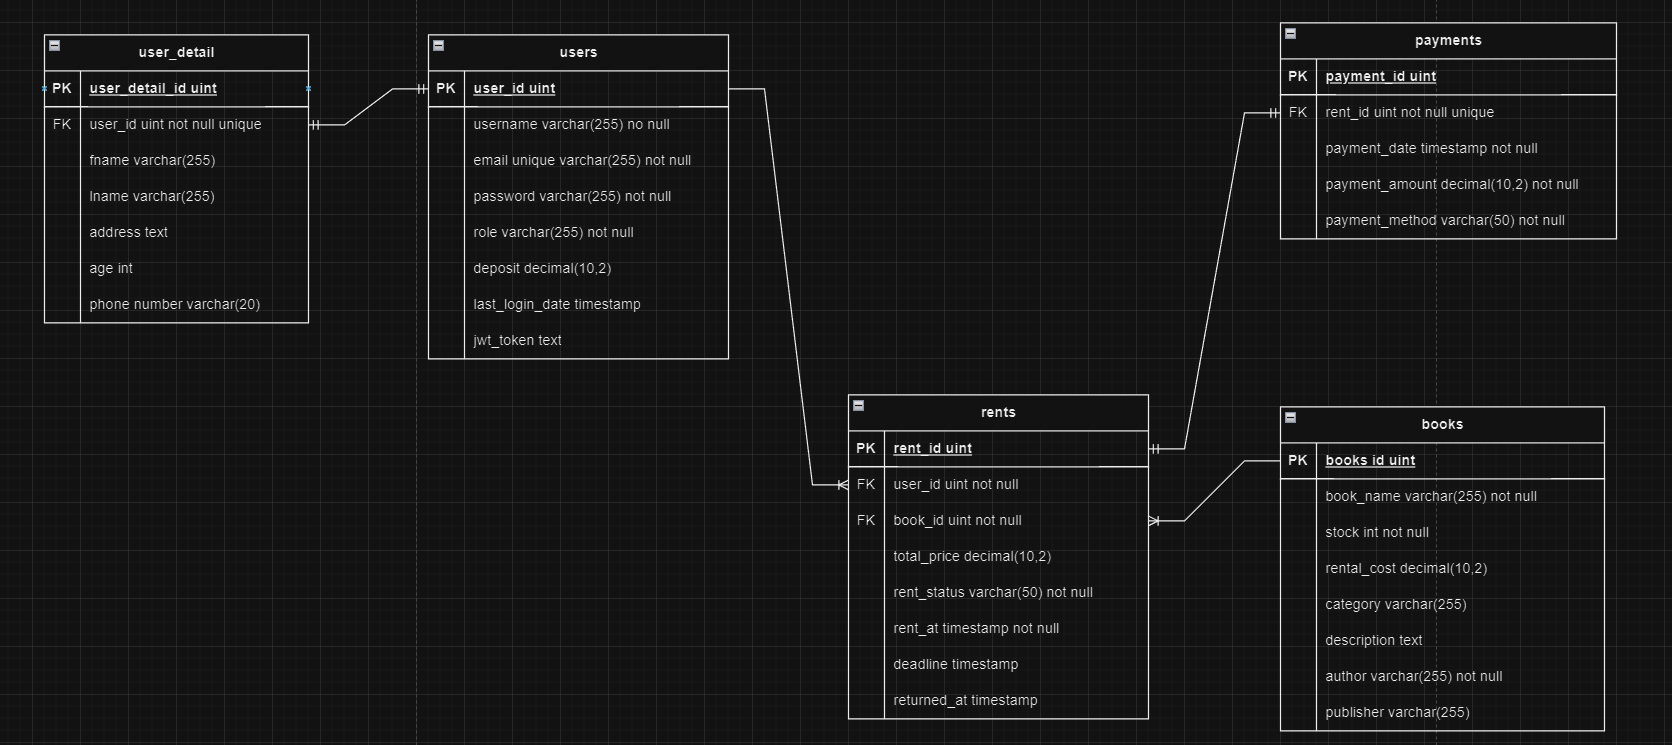 user_detail
PK user_detail_id uint
FK user_id uint not null unique
fname varchar(255)
lname varchar(255)
address text
age int
phone number varchar(20)
users
PK user_id uint
username varchar(255) no null
email unique varchar(255) not null
password varchar(255) not null
role varchar(255) not null
deposit decimal(10,2)
last_login_date timestamp
jwt_token text
payments
PK payment_id uint
FK rent_id uint not null unique
payment_date timestamp not null
payment_amount decimal(10,2) not null
payment_method varchar(50) not null
rents
PK rent_id uint
FK user_id uint not null
FK book_id uint not null
total_price decimal(10,2)
rent_status varchar(50) not null
rent_at timestamp not null
deadline timestamp
returned_at timestamp
books
PK books id uint
book_name varchar(255) not null
stock int not null
rental_cost decimal(10,2)
category varchar(255)
description text
author varchar(255) not null
publisher varchar(255)